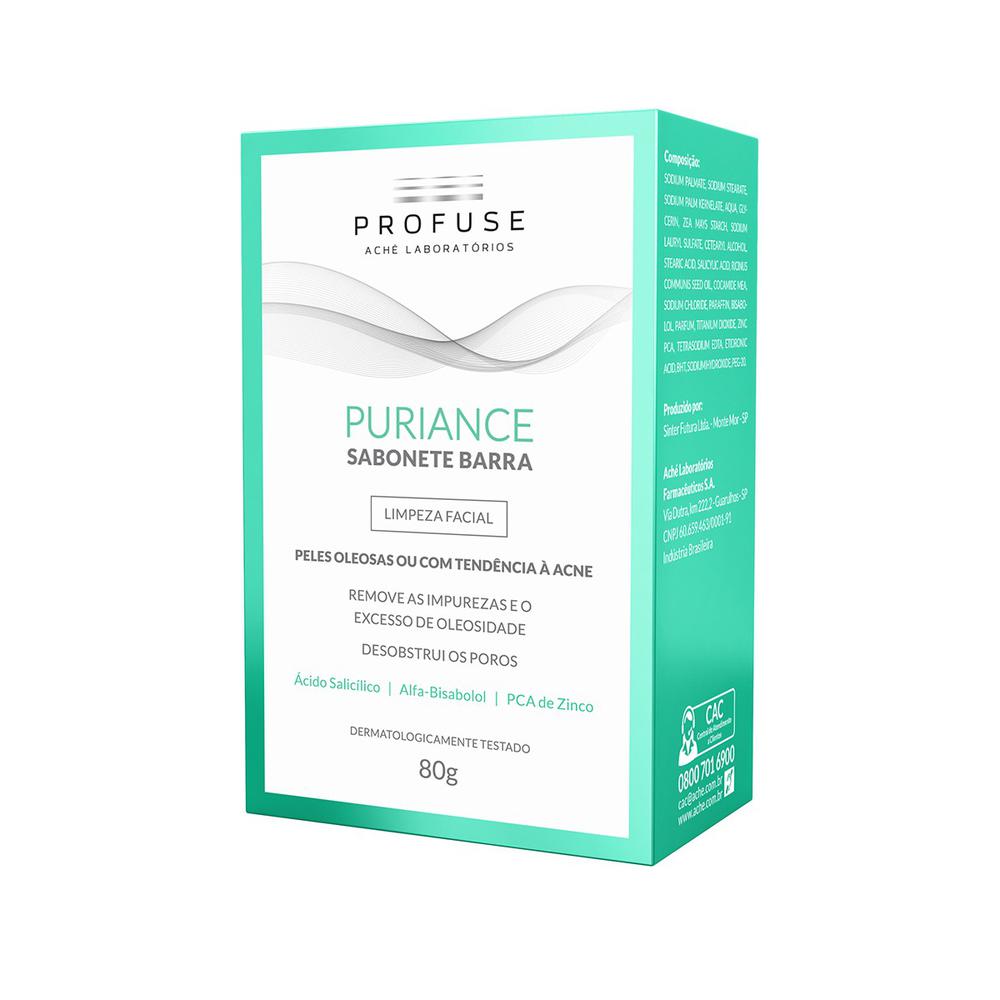 PROFUSE
ACHÉ LABORATÓRIOS
PURIANCE
SABONETE BARRA
LIMPEZA FACIAL
PELES OLEOSAS OU COM TENDÊNCIA À ACNE
REMOVE AS IMPUREZAS E O
EXCESSO DE OLEOSIDADE
DESOBSTRUI OS POROS
Ácido Salicílico | Alfa-Bisabolol | PCA de Zinco
DERMATOLOGICAMENTE TESTADO
80g
Composição:
SODIUM PALMATE, SODIUM STEARATE,
SODIUM PALM KERNELATE, AQUA, GLY-
CERIN, ZEA MAYS STARCH, SODIUM
LAURYL SULFATE, CETEARYL ALCOHOL,
STEARIC ACID, SALICYLIC ACID, RICINUS
COMMUNIS SEED OIL, COCAMIDE MEA,
SODIUM CHLORIDE, PARAFFIN, BISABO-
LOL, PARFUM, TITANIUM DIOXIDE, ZINC
PCA, TETRASODIUM EDTA, ETIDRONIC
ACID, BHT, SODIUM HYDROXIDE, PEG-30.
Produzido por:
Sinter Futura Ltda. - Monte Mor - SP
Aché Laboratórios
Farmacêuticos S.A.
Via Dutra, km 222,2 - Guarulhos - SP
CNPJ 60.659.463/0001-91
Indústria Brasileira
CAC
Central de Atendimento
a Clientes
0800 701 6900
cac@ache.com.br
www.ache.com.br